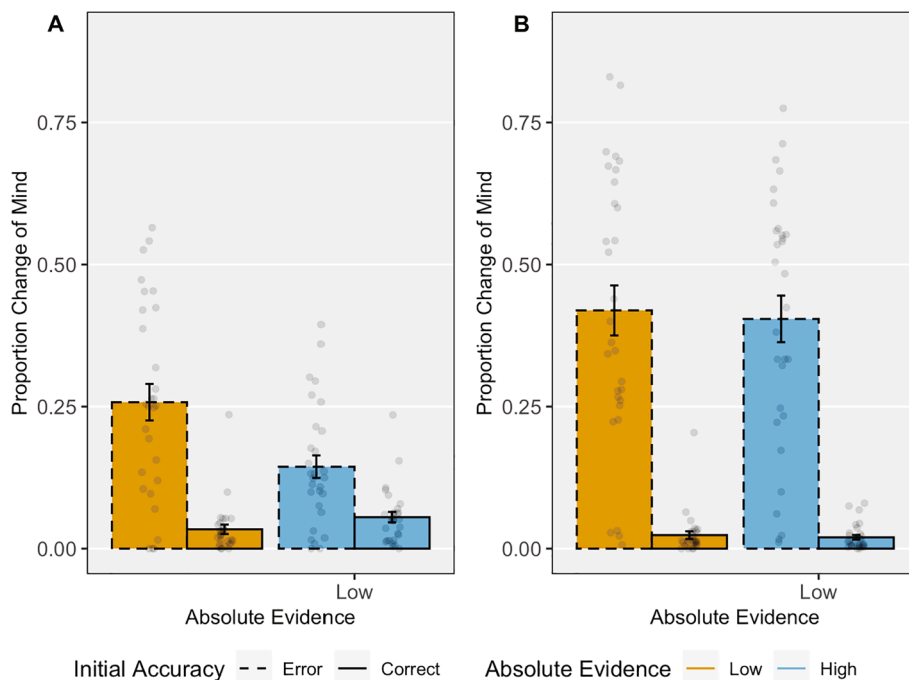 A
Proportion Change of Mind
0.75
0.50
0.25
0.00
Low
Absolute Evidence
B
Proportion Change of Mind
0.75
0.50
0.25
0.00
Low
Absolute Evidence
Initial Accuracy Error Correct
Absolute Evidence Low High